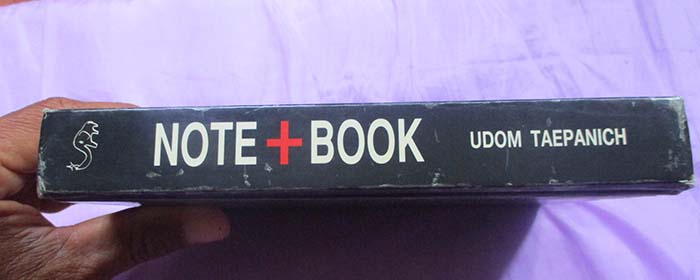 NOTE + BOOK UDOM TAEPANICH